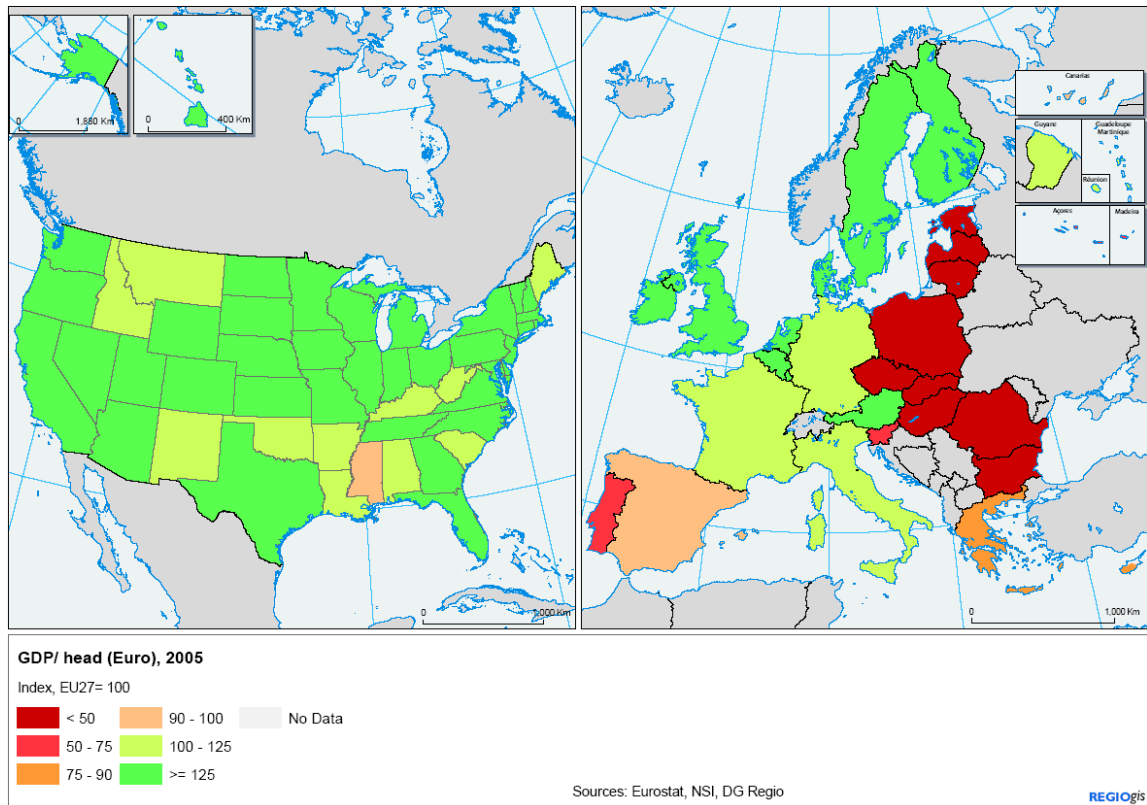 0 1,880 Km
0 400 Km
0 1,000 Km
Canarias
Guyane
Guadeloupe
Martinique
Réunion
Açores
Madeira
0 1,000 Km
GDP/ head (Euro), 2005
Index, EU27= 100
< 50
90 - 100
No Data
50 - 75
100 - 125
75 - 90
>= 125
Sources: Eurostat, NSI, DG Regio
REGIOgis